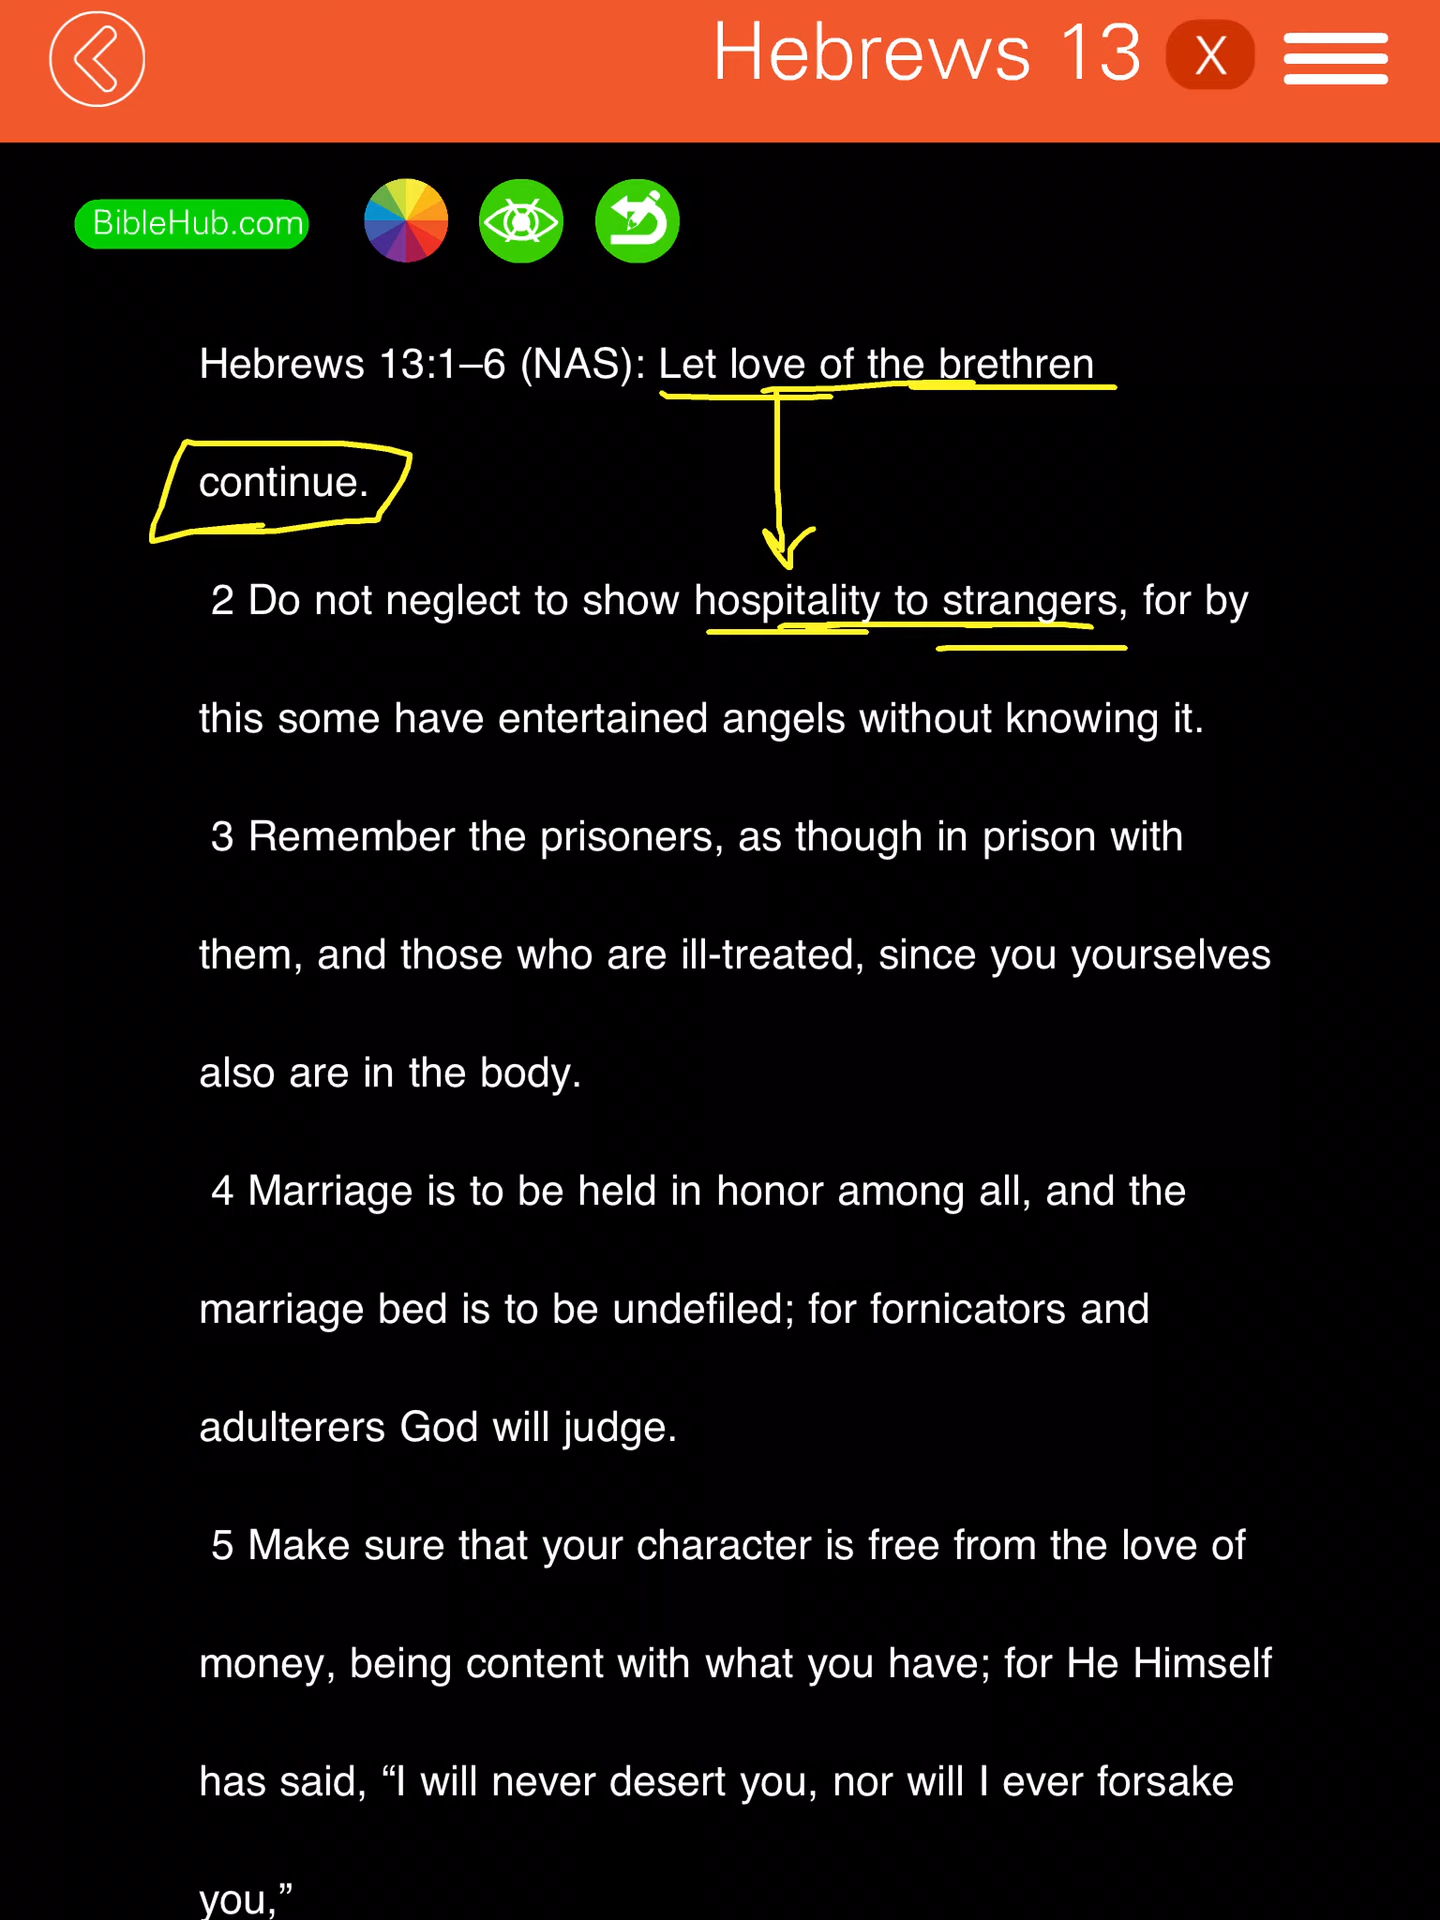 Hebrews 13
X
BibleHub.com
Hebrews 13:1–6 (NAS): Let love of the brethren
continue.
2 Do not neglect to show hospitality to strangers, for by
this some have entertained angels without knowing it.
3 Remember the prisoners, as though in prison with
them, and those who are ill-treated, since you yourselves
also are in the body.
4 Marriage is to be held in honor among all, and the
marriage bed is to be undefiled; for fornicators and
adulterers God will judge.
5 Make sure that your character is free from the love of
money, being content with what you have; for He Himself
has said, “I will never desert you, nor will I ever forsake
you,”